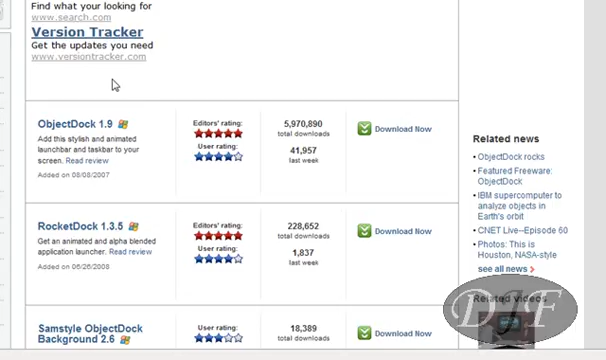 Find what your looking for
www.search.com
Version Tracker
Get the updates you need
www.versiontracker.com
ObjectDock 1.9
Add this stylish and animated
launchbar and taskbar to your
screen. Read review
Added on 08/08/2007
Editors' rating:
User rating:
5,970,890
total downloads
41,957
last week
Download Now
RocketDock 1.3.5
Get an animated and alpha blended
application launcher. Read review
Added on 06/26/2008
Editors' rating:
User rating:
228,652
total downloads
1,837
last week
Download Now
Samstyle ObjectDock
Background 2.6
User rating:
18,389
total downloads
Download Now
Related news
• ObjectDock rocks
• Featured Freeware:
ObjectDock
• IBM supercomputer to
analyze objects in
Earth's orbit
• CNET Live--Episode 60
• Photos: This is
Houston, NASA-style
see all news
Related videos
DJF